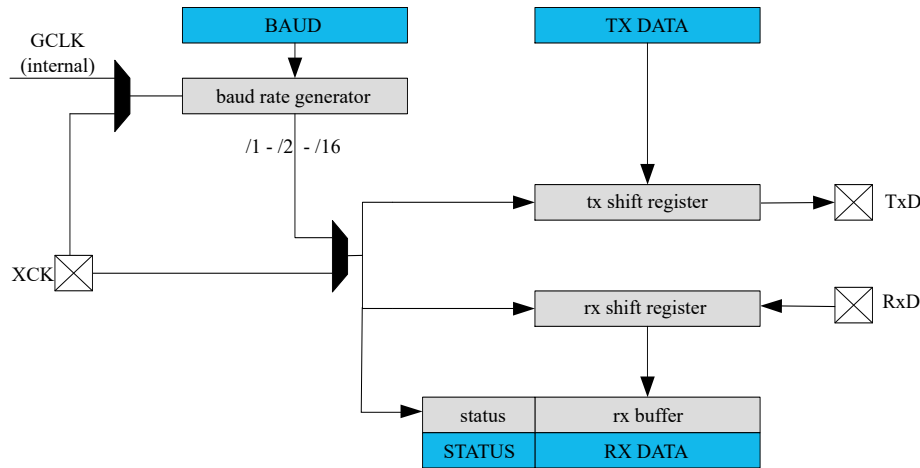 BAUD
TX DATA
GCLK
(internal)
baud rate generator
/1 - /2 - /16
tx shift register
TxD
XCK
rx shift register
RxD
status
rx buffer
STATUS
RX DATA